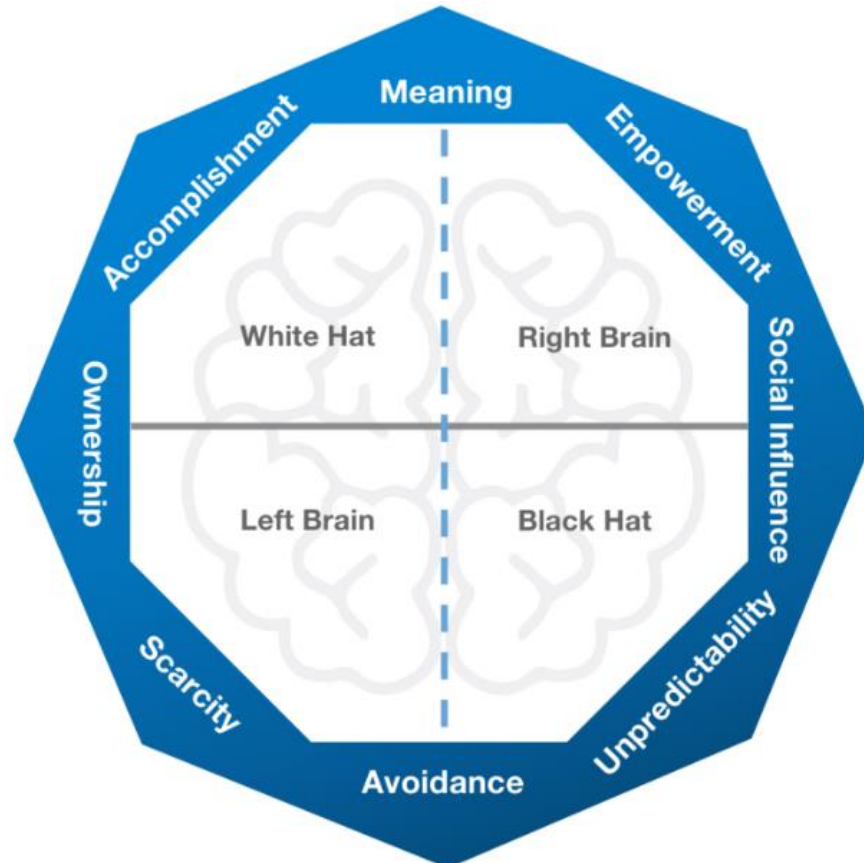 Meaning
Accomplishment
Empowerment
White Hat
Right Brain
Ownership
Social Influence
Left Brain
Black Hat
Scarcity
Unpredictability
Avoidance